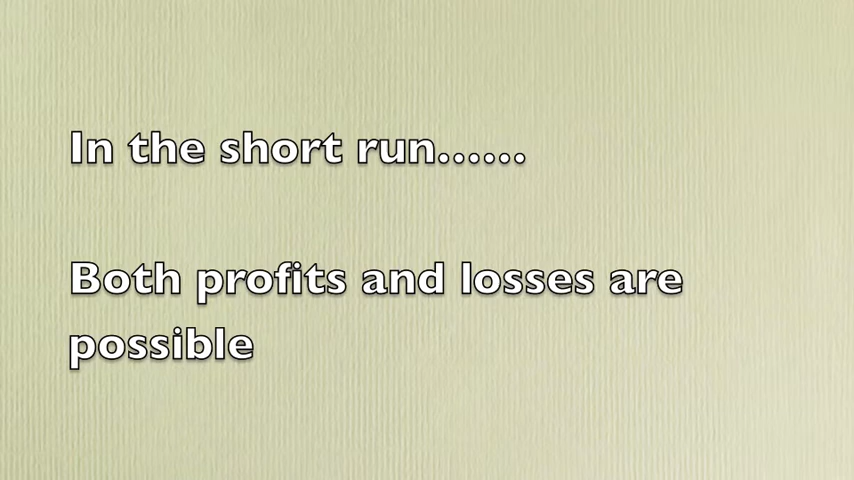 In the short run......
Both profits and losses are
possible